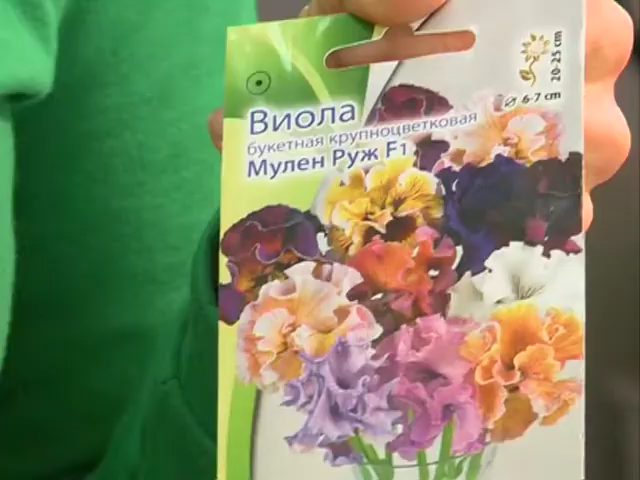 Виола
букетная крупноцветковая
Мулен Руж F1
20-25 cm
Ø 6-7 cm